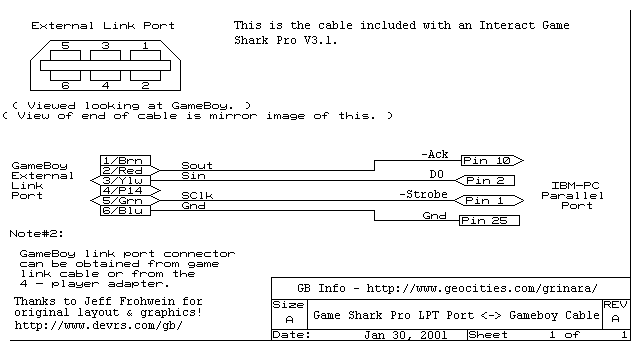 External Link Port
This is the cable included with an Interact Game
Shark Pro V3.1.
5 3 1
6 4 2
( Viewed looking at GameBoy. )
( View of end of cable is mirror image of this. )
GameBoy
External
Link
Port
1/Brn
2/Red
3/Ylw
4/P14
5/Grn
6/Blu
Sout
Sin
SClk
Gnd
-Ack
D0
-Strobe
Gnd
Pin 10
Pin 2
Pin 1
Pin 25
IBM-PC
Parallel
Port
Note#2:
GameBoy link port connector
can be obtained from game
link cable or from the
4 - player adapter.
Thanks to Jeff Frohwein for
original layout & graphics!
http://www.devrs.com/gb/
GB Info - http://www.geocities.com/grinara/
Size
A
Game Shark Pro LPT Port <-> Gameboy Cable
REV
A
Date: Jan 30, 2001 Sheet 1 of 1